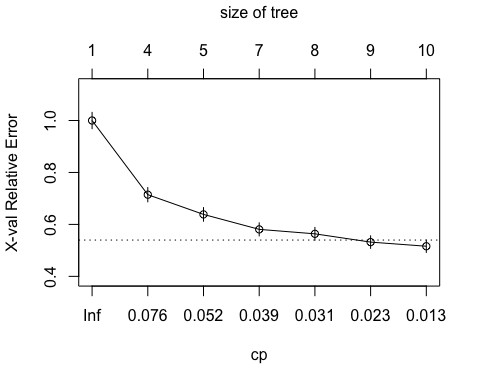 size of tree
1 4 5 7 8 9 10
X-val Relative Error
1.0
0.8
0.6
0.4
Inf 0.076 0.052 0.039 0.031 0.023 0.013
cp